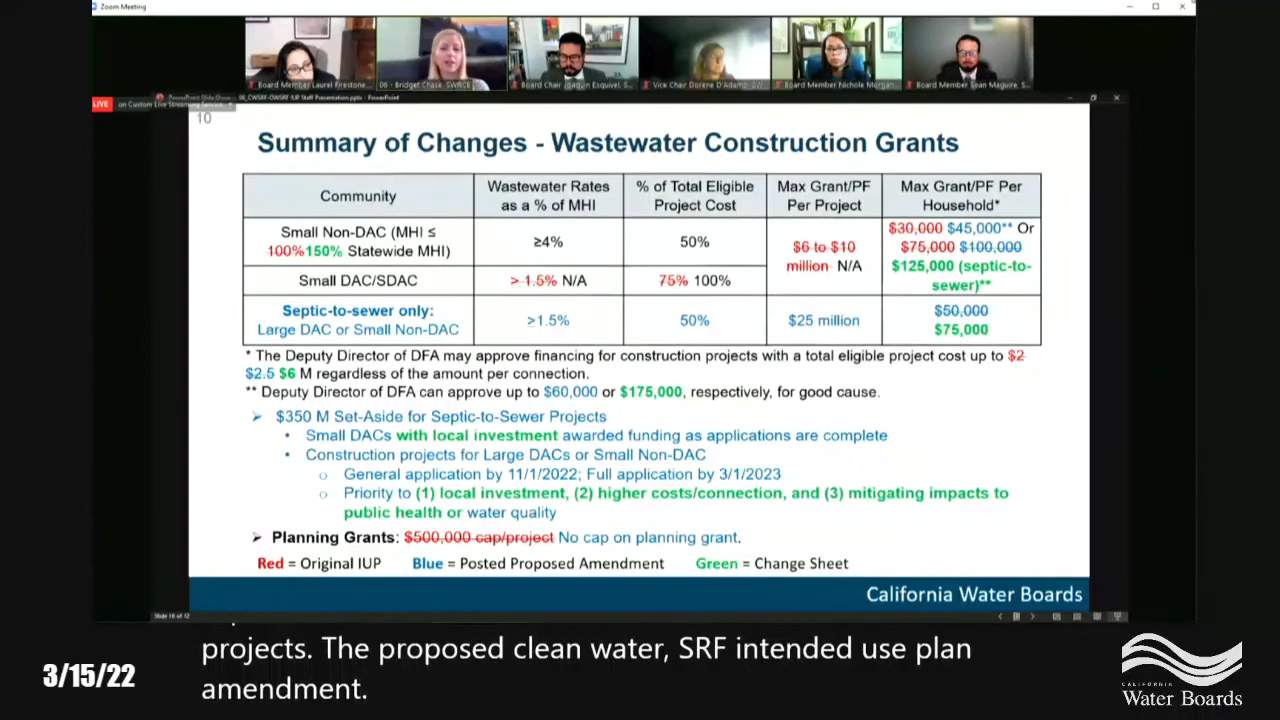 Zoom Meeting
Board Member Laurel Firestone...
06 - Bridget Chase, SWRCB
Board Chair Joaquin Esquivel, S...
Vice Chair Dorene D'Adamo, SW...
Board Member Nichole Morgan...
Board Member Sean Maguire, S...
LIVE on Custom Live Streaming Service
10
Summary of Changes - Wastewater Construction Grants
Community
Wastewater Rates
as a % of MHI
% of Total Eligible
Project Cost
Max Grant/PF
Per Project
Max Grant/PF Per
Household*
Small Non-DAC (MHI ≤
100%150% Statewide MHI)
≥4%
50%
$6 to $10
million N/A
$30,000 $45,000** Or
$75,000 $100,000
$125,000 (septic-to-
sewer)**
Small DAC/SDAC
> 1.5% N/A
75% 100%
Septic-to-sewer only:
Large DAC or Small Non-DAC
≥1.5%
50%
$25 million
$50,000
$75,000
* The Deputy Director of DFA may approve financing for construction projects with a total eligible project cost up to $2
$2.5 $6 M regardless of the amount per connection.
** Deputy Director of DFA can approve up to $60,000 or $175,000, respectively, for good cause.
➢ $350 M Set-Aside for Septic-to-Sewer Projects
• Small DACs with local investment awarded funding as applications are complete
• Construction projects for Large DACs or Small Non-DAC
o General application by 11/1/2022; Full application by 3/1/2023
o Priority to (1) local investment, (2) higher costs/connection, and (3) mitigating impacts to
public health or water quality
➢ Planning Grants: $500,000 cap/project No cap on planning grant.
Red = Original IUP Blue = Posted Proposed Amendment Green = Change Sheet
California Water Boards
Slide 10 of 12
projects. The proposed clean water, SRF intended use plan
amendment.
3/15/22
CALIFORNIA
Water Boards